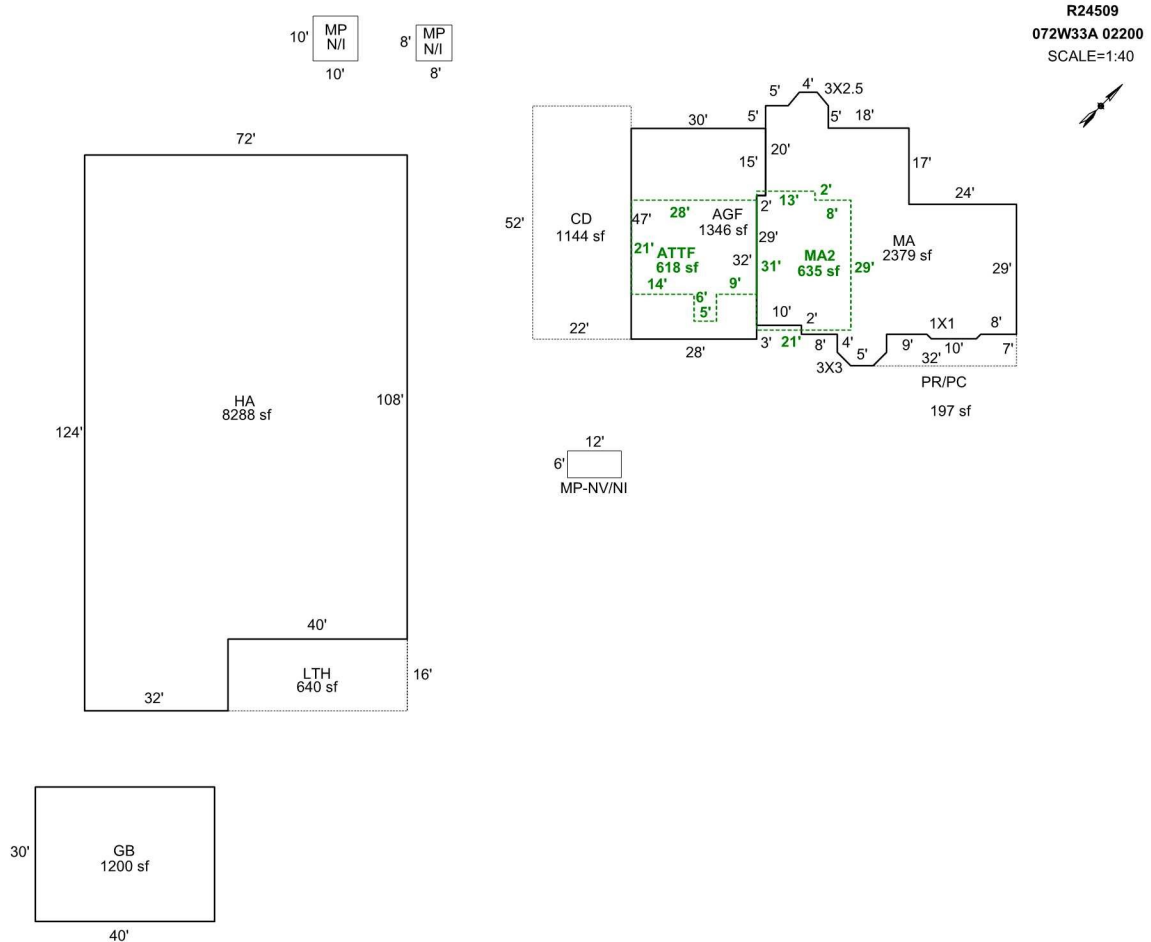 R24509
072W33A 02200
SCALE=1:40
10'
MP
N/I
10'
8'
MP
N/I
8'
72'
124'
HA
8288 sf
108'
40'
LTH
640 sf
16'
32'
30'
GB
1200 sf
40'
52'
CD
1144 sf
22'
30'
5'
5'
4'
3X2.5
5'
18'
15'
20'
17'
24'
47'
28'
AGF
1346 sf
2'
13'
2'
8'
29'
21'
ATTF
618 sf
32'
31'
14'
6'
9'
5'
MA2
635 sf
29'
MA
2379 sf
29'
28'
3'
10'
2'
21'
8'
4'
3X3
5'
9'
1X1
10'
8'
32'
7'
PR/PC
197 sf
12'
6'
MP-NV/NI